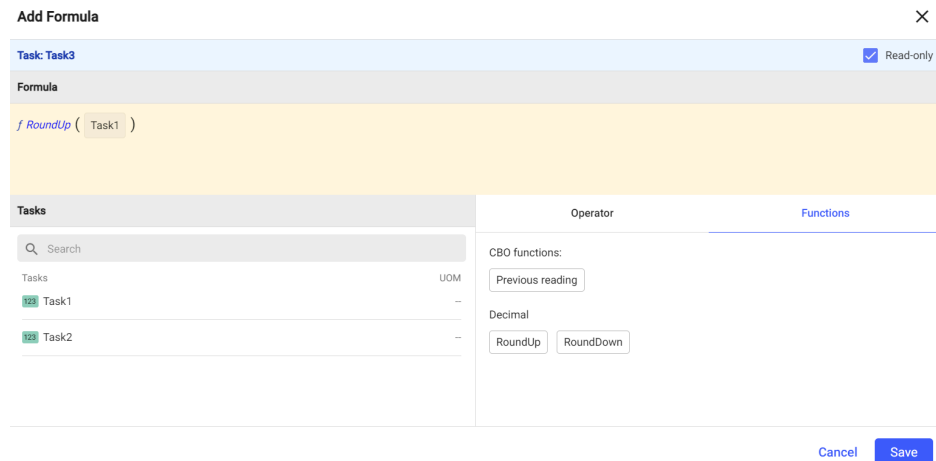 Add Formula
Task: Task3
Read-only
Formula
ƒ RoundUp ( Task1 )
Tasks
Operator
Functions
Search
Tasks
UOM
123 Task1 --
123 Task2 --
CBO functions:
Previous reading
Decimal
RoundUp
RoundDown
Cancel
Save